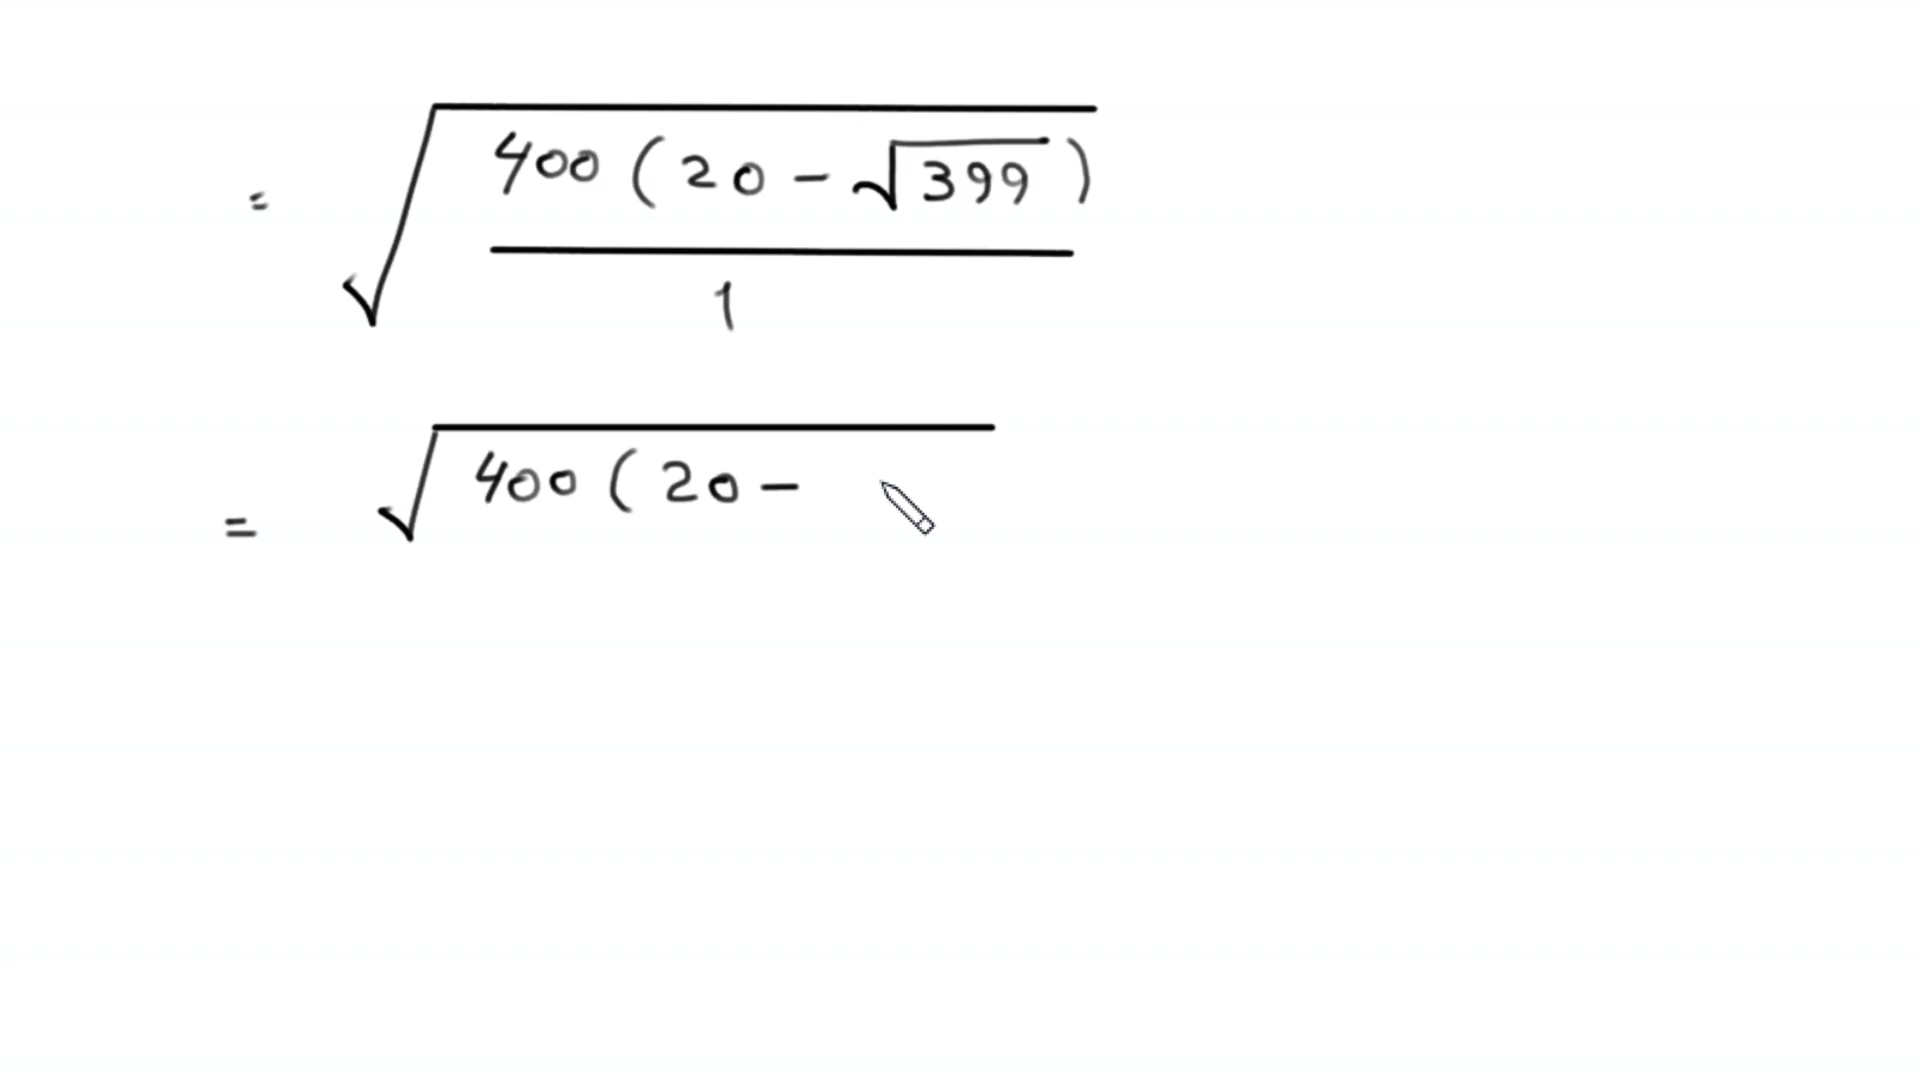 = √(400 (20 - √399) / 1)
= √400 (20 -